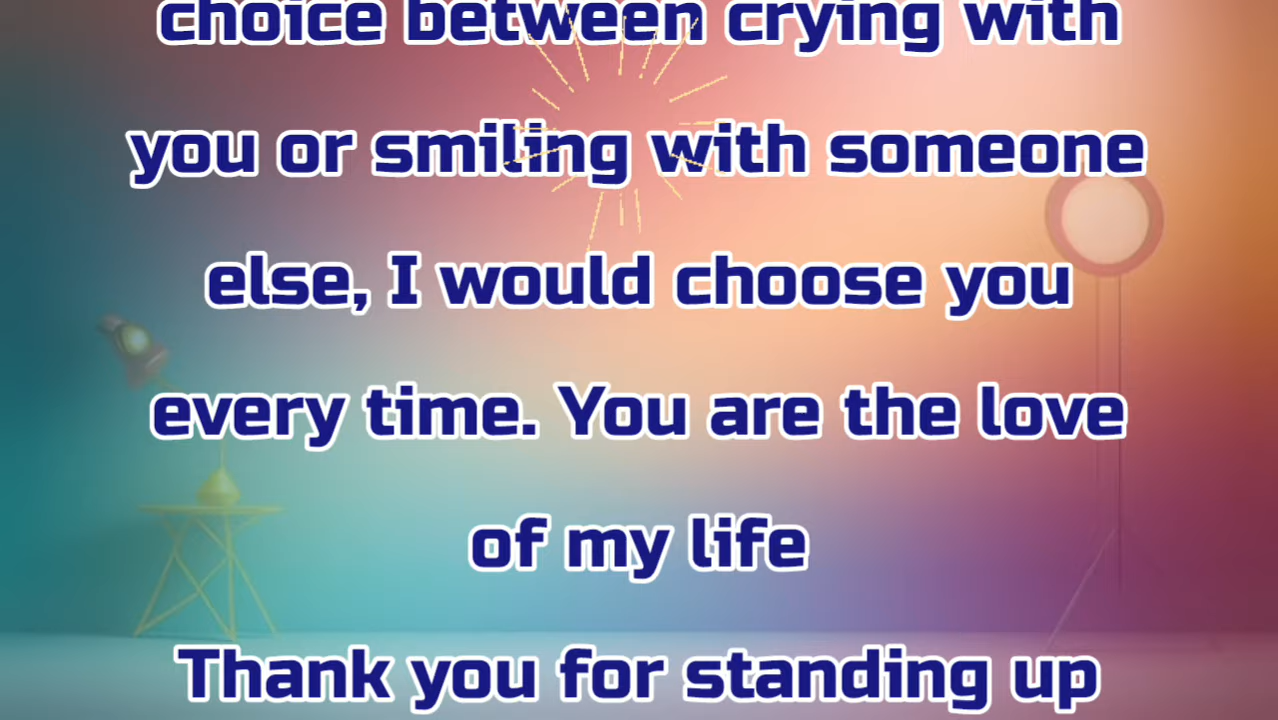 choice between crying with
you or smiling with someone
else, I would choose you
every time. You are the love
of my life
Thank you for standing up